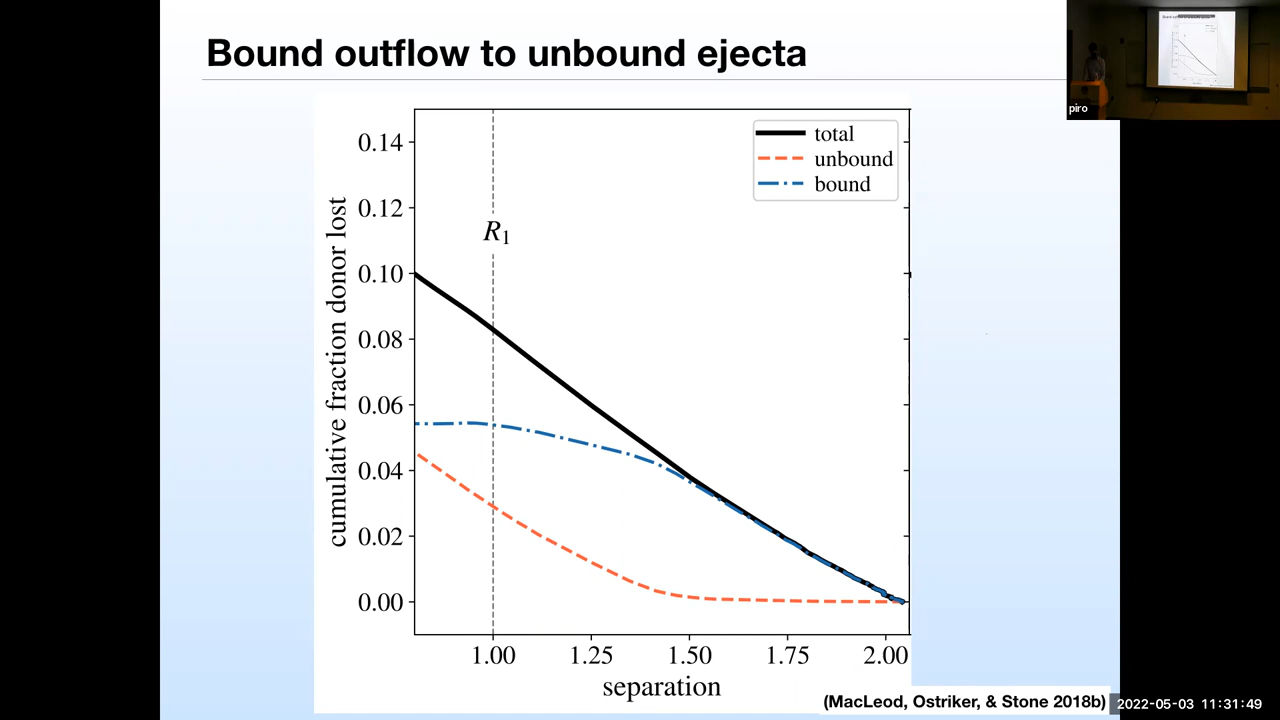 Bound outflow to unbound ejecta
piro
total
unbound
bound
R1
cumulative fraction donor lost
0.14
0.12
0.10
0.08
0.06
0.04
0.02
0.00
1.00 1.25 1.50 1.75 2.00
separation
(MacLeod, Ostriker, & Stone 2018b)
2022-05-03 11:31:49